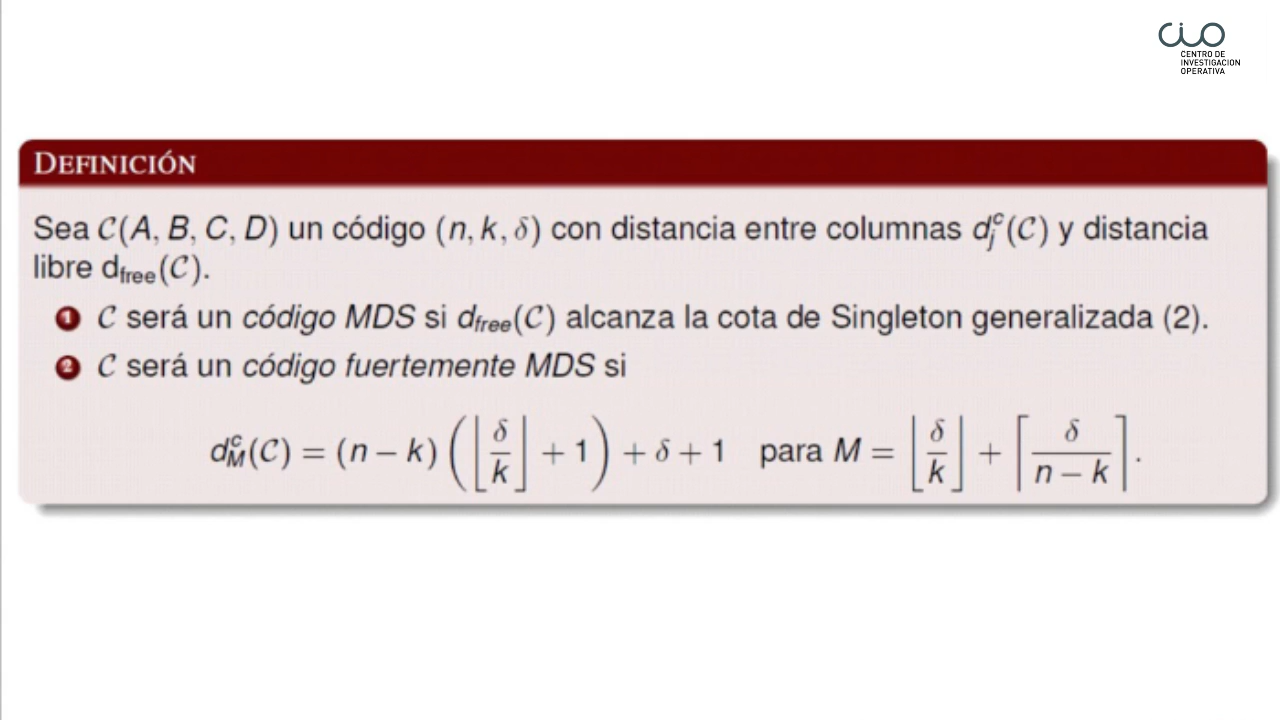 CIO
CENTRO DE
INVESTIGACION
OPERATIVA
DEFINICIÓN
Sea 𝒞(A, B, C, D) un código (n, k, δ) con distancia entre columnas d_j^c(𝒞) y distancia
libre d_free(𝒞).
1 𝒞 será un código MDS si d_free(𝒞) alcanza la cota de Singleton generalizada (2).
2 𝒞 será un código fuertemente MDS si
d_M^c(𝒞) = (n − k) (⌊δ/k⌋ + 1) + δ + 1 para M = ⌊δ/k⌋ + ⌈δ/(n − k)⌉.